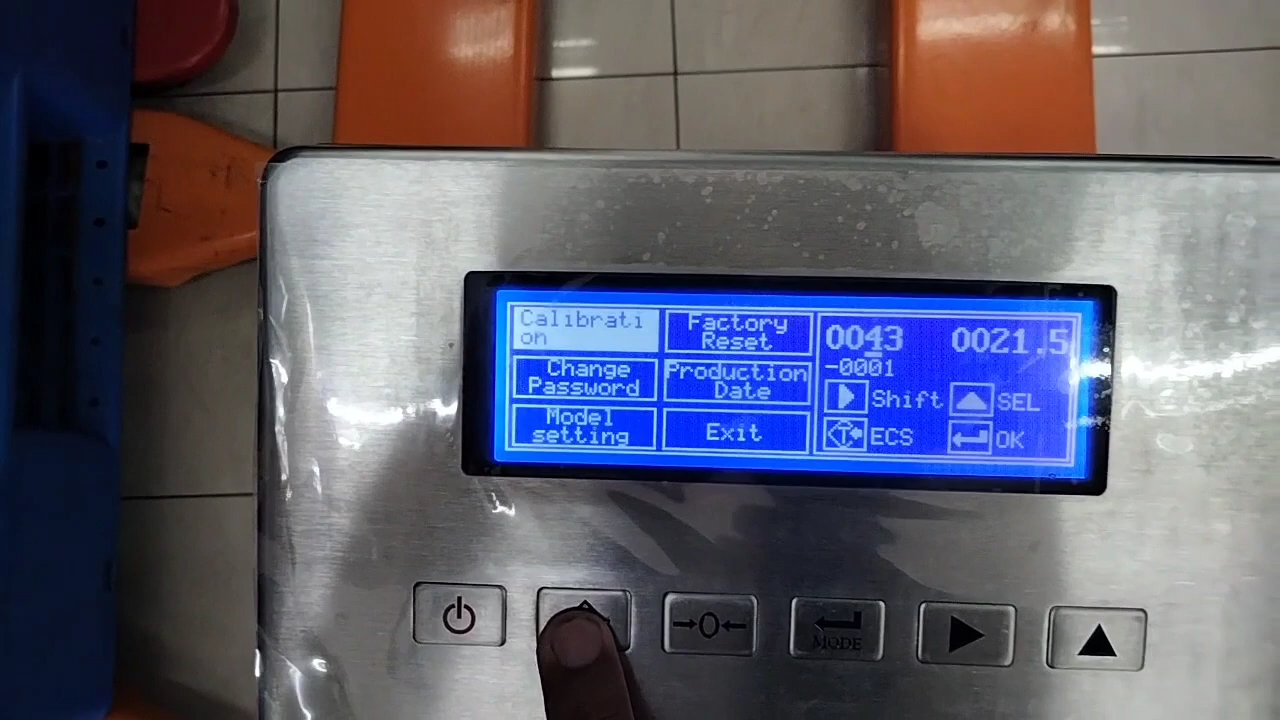 Calibrati
on
Factory
Reset
Change
Password
Production
Date
Model
setting
Exit
0043 0021.5
-0001
Shift SEL
ECS OK
→0←
MODE